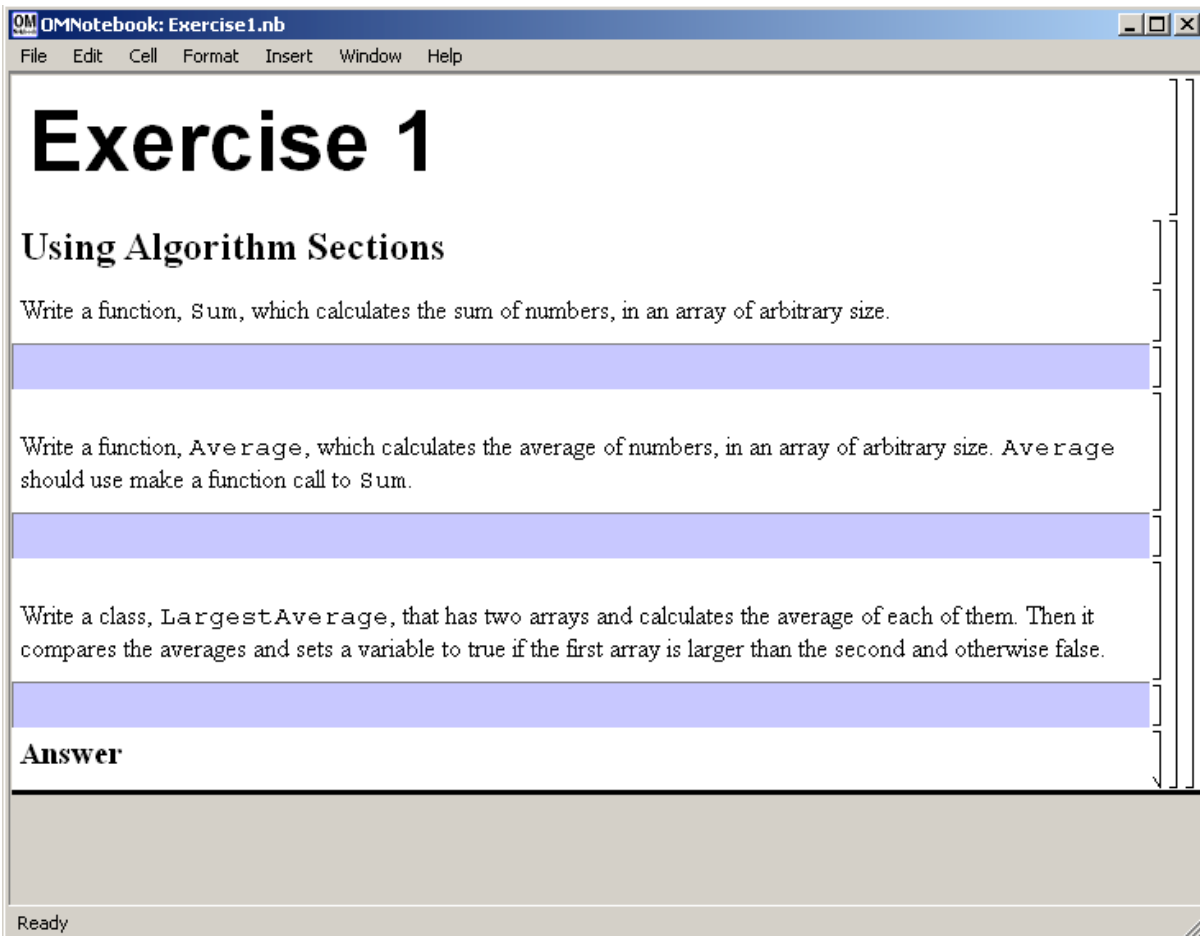 OMNotebook: Exercise1.nb
File Edit Cell Format Insert Window Help
Exercise 1
Using Algorithm Sections
Write a function, Sum, which calculates the sum of numbers, in an array of arbitrary size.
Write a function, Average, which calculates the average of numbers, in an array of arbitrary size. Average
should use make a function call to Sum.
Write a class, LargestAverage, that has two arrays and calculates the average of each of them. Then it
compares the averages and sets a variable to true if the first array is larger than the second and otherwise false.
Answer
Ready